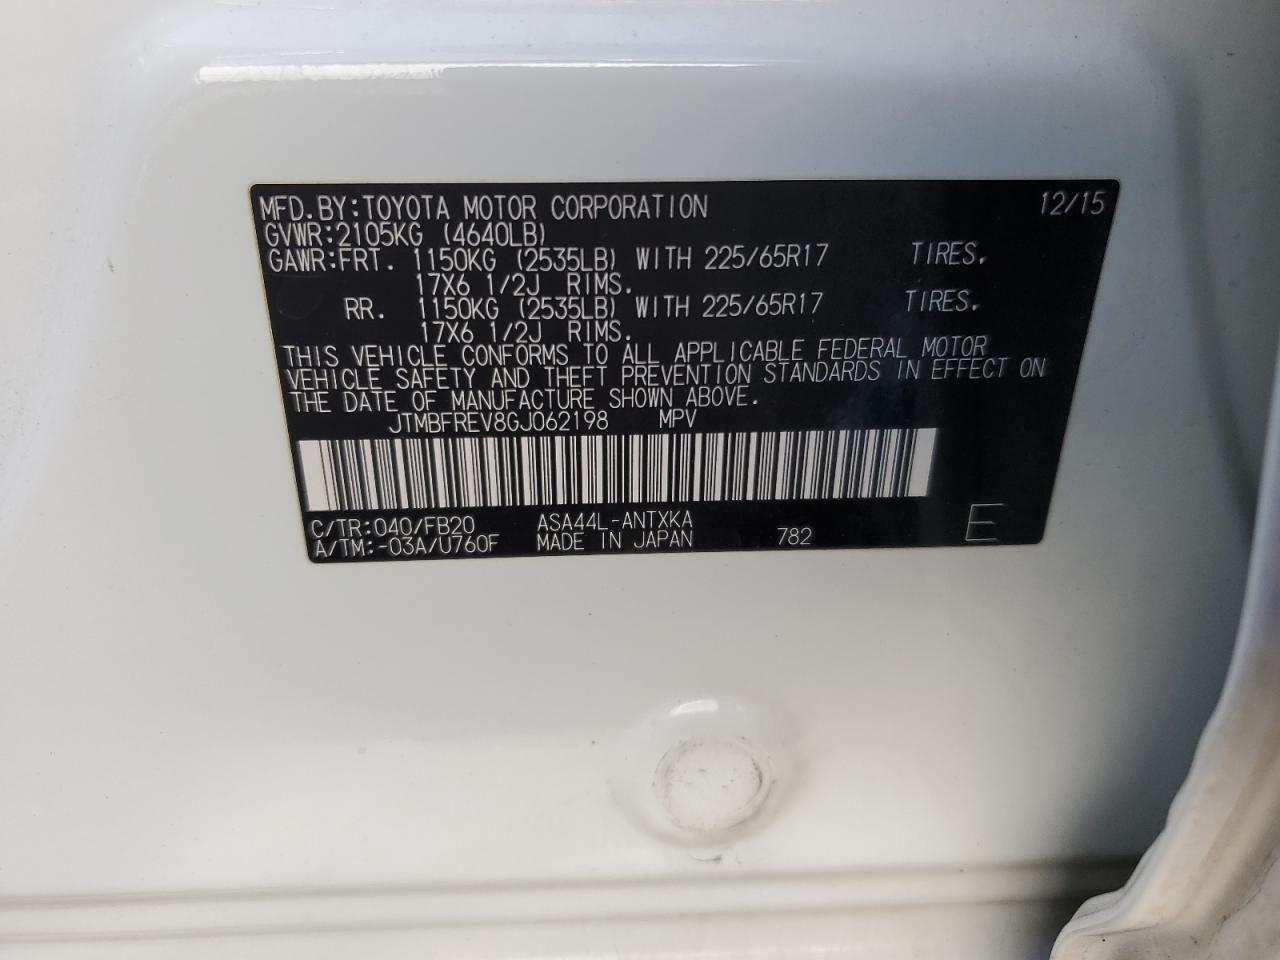 MFD.BY:TOYOTA MOTOR CORPORATION 12/15
GVWR:2105KG (4640LB)
GAWR:FRT. 1150KG (2535LB) WITH 225/65R17 TIRES.
17X6 1/2J RIMS.
RR. 1150KG (2535LB) WITH 225/65R17 TIRES.
17X6 1/2J RIMS.
THIS VEHICLE CONFORMS TO ALL APPLICABLE FEDERAL MOTOR
VEHICLE SAFETY AND THEFT PREVENTION STANDARDS IN EFFECT ON
THE DATE OF MANUFACTURE SHOWN ABOVE.
JTMBFREV8GJ062198 MPV
C/TR:040/FB20 ASA44L-ANTXKA
A/TM:-03A/U760F MADE IN JAPAN 782 E